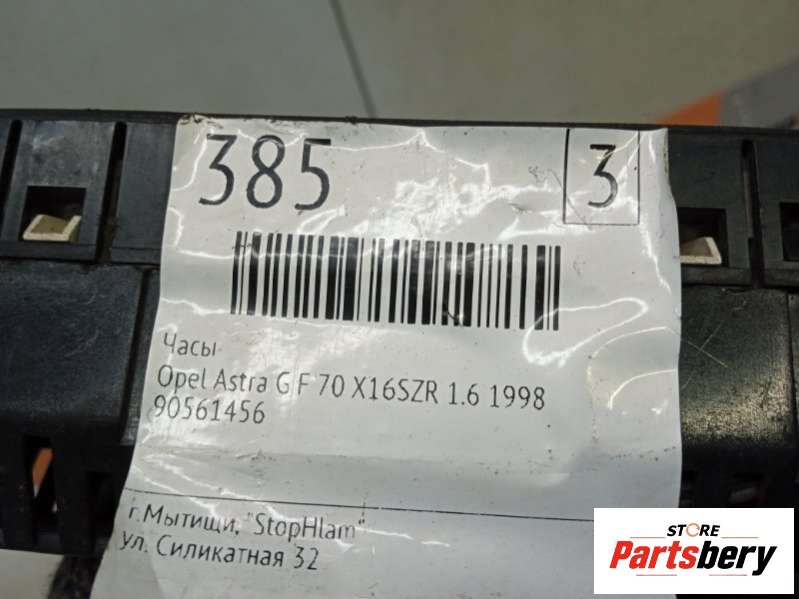 385
3
Часы
Opel Astra G F 70 X16SZR 1.6 1998
90561456
г.Мытищи, "StopHlam"
ул. Силикатная 32
STORE
Partsbery